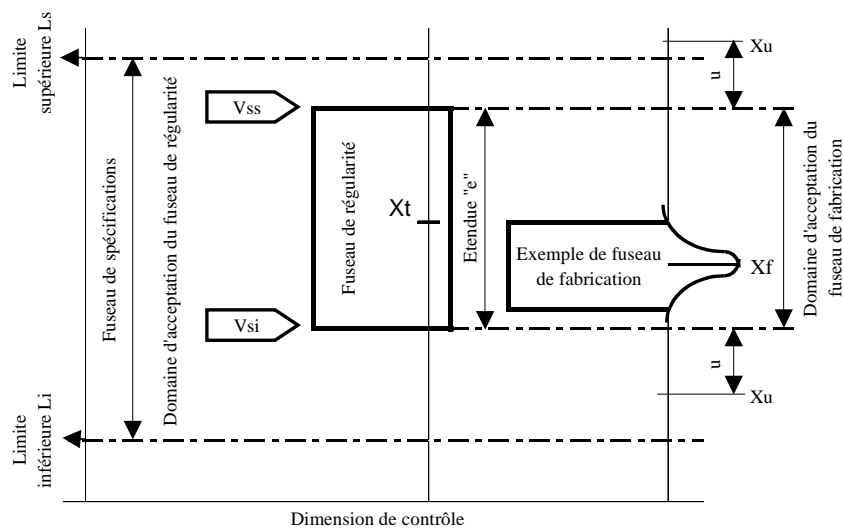 Limite
supérieure Ls
Fuseau de spécifications
Domaine d'acceptation du fuseau de régularité
Vss
Fuseau de régularité
Xt
Etendue "e"
Exemple de fuseau
de fabrication
Xf
Xu
u
Domaine d'acceptation du
fuseau de fabrication
Vsi
u
Xu
Limite
inférieure Li
Dimension de contrôle